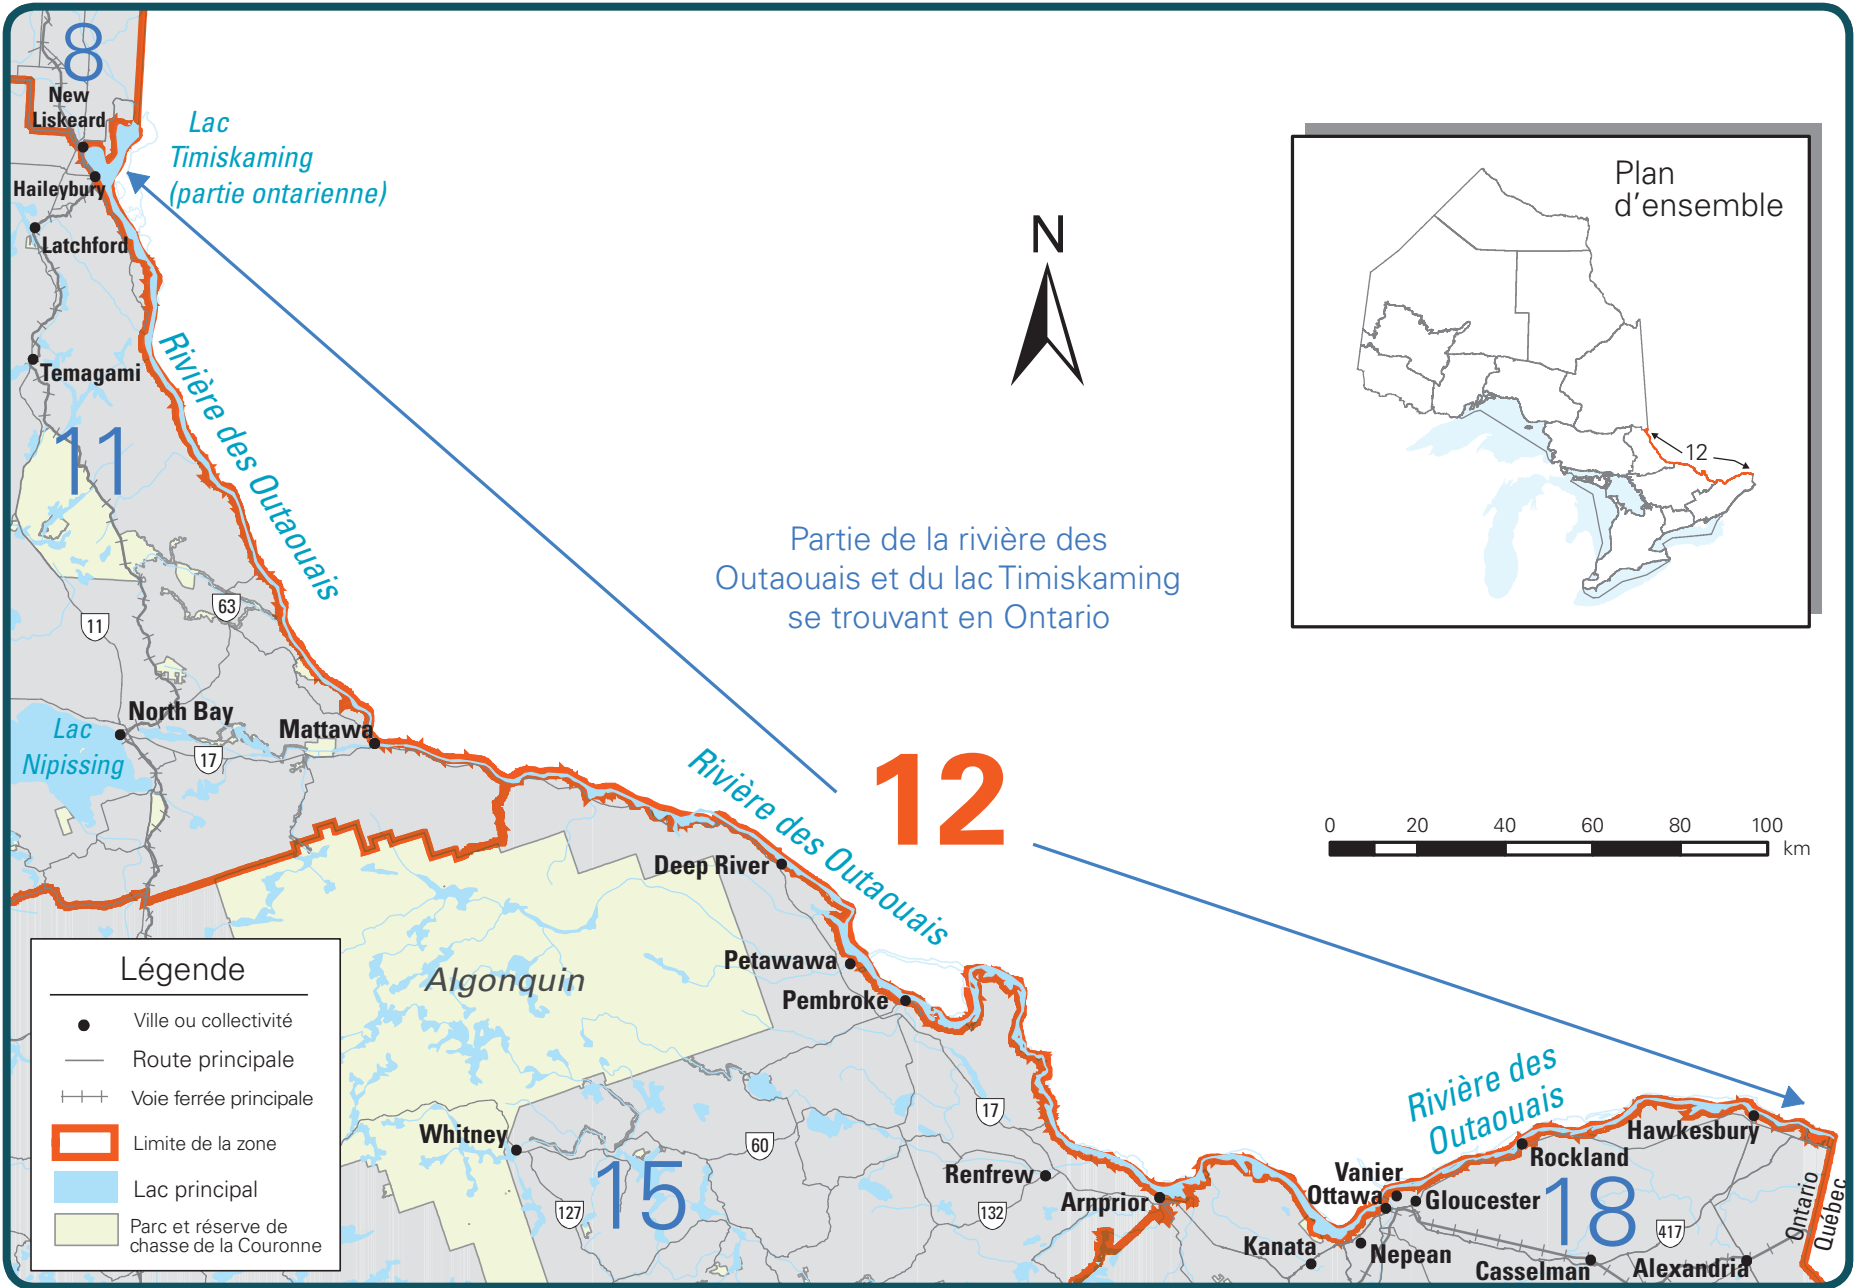 8
New
Liskeard
Haileybury
Latchford
Temagami
11
Lac
Timiskaming
(partie ontarienne)
Rivière des Outaouais
63
11
North Bay
Lac
Nipissing
17
Mattawa
N
Plan
d'ensemble
12
Partie de la rivière des
Outaouais et du lac Timiskaming
se trouvant en Ontario
12
0 20 40 60 80 100
km
Rivière des Outaouais
Deep River
Petawawa
Pembroke
Algonquin
Whitney
15
127
60
17
132
Renfrew
Arnprior
Rivière des
Outaouais
Vanier
Ottawa
Gloucester
Kanata
Nepean
Rockland
Hawkesbury
18
417
Casselman
Alexandria
Ontario
Québec
Légende
Ville ou collectivité
Route principale
Voie ferrée principale
Limite de la zone
Lac principal
Parc et réserve de
chasse de la Couronne